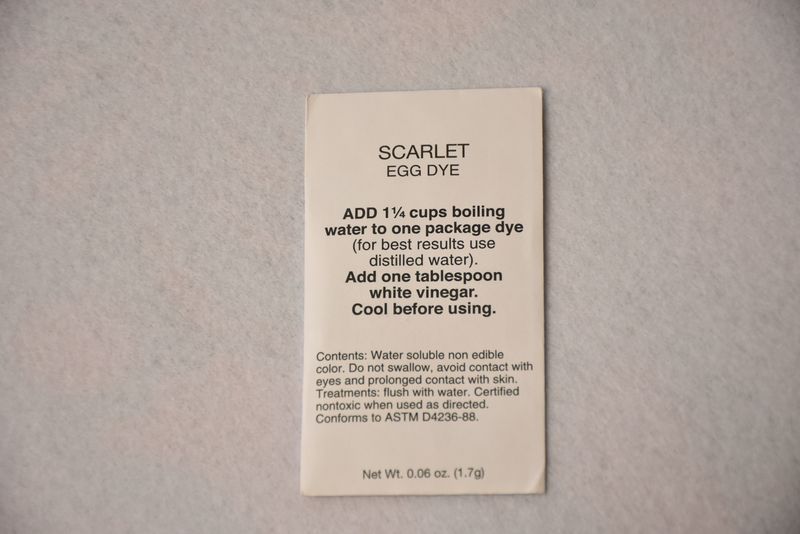 SCARLET
EGG DYE
ADD 1¼ cups boiling
water to one package dye
(for best results use
distilled water).
Add one tablespoon
white vinegar.
Cool before using.
Contents: Water soluble non edible
color. Do not swallow, avoid contact with
eyes and prolonged contact with skin.
Treatments: flush with water. Certified
nontoxic when used as directed.
Conforms to ASTM D4236-88.
Net Wt. 0.06 oz. (1.7g)